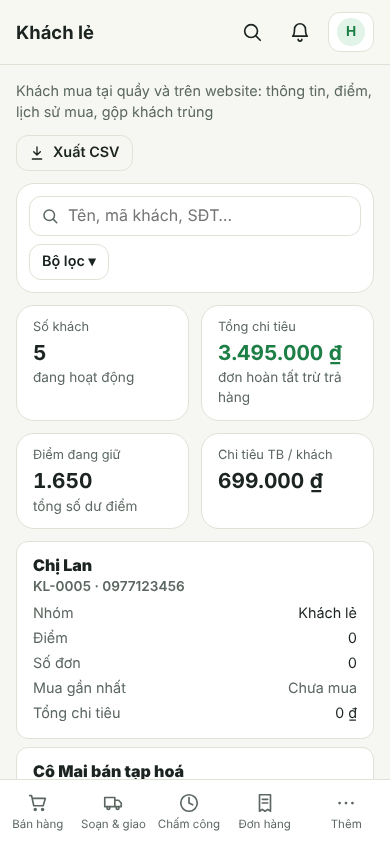 Khách lẻ
H
Khách mua tại quầy và trên website: thông tin, điểm,
lịch sử mua, gộp khách trùng
Xuất CSV
Tên, mã khách, SĐT...
Bộ lọc ▾
Số khách
5
đang hoạt động
Tổng chi tiêu
3.495.000 ₫
đơn hoàn tất trừ trả
hàng
Điểm đang giữ
1.650
tổng số dư điểm
Chi tiêu TB / khách
699.000 ₫
Chị Lan
KL-0005 · 0977123456
Nhóm Khách lẻ
Điểm 0
Số đơn 0
Mua gần nhất Chưa mua
Tổng chi tiêu 0 ₫
Cô Mai bán tạp hoá
Bán hàng Soạn & giao Chấm công Đơn hàng Thêm